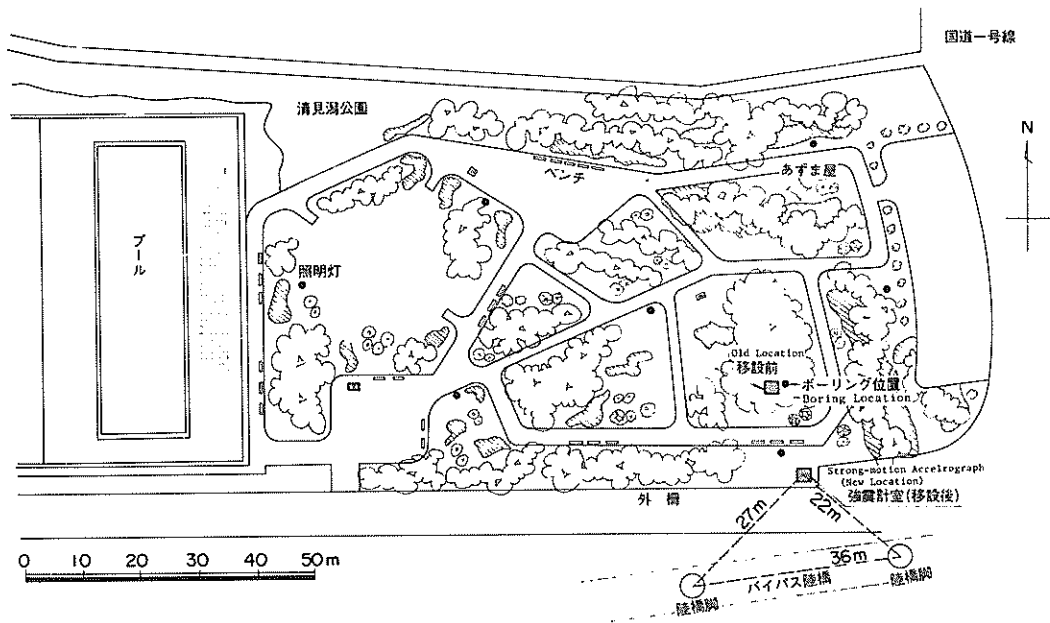 国道一号線
清見潟公園
N
ベンチ
あずま屋
プール
照明灯
Old Location
移設前
ボーリング位置
Boring Location
Strong-motion Accelrograph
(New Location)
強震計室(移設後)
外柵
27m
22m
36m
バイパス陸橋
陸橋脚
陸橋脚
0 10 20 30 40 50m